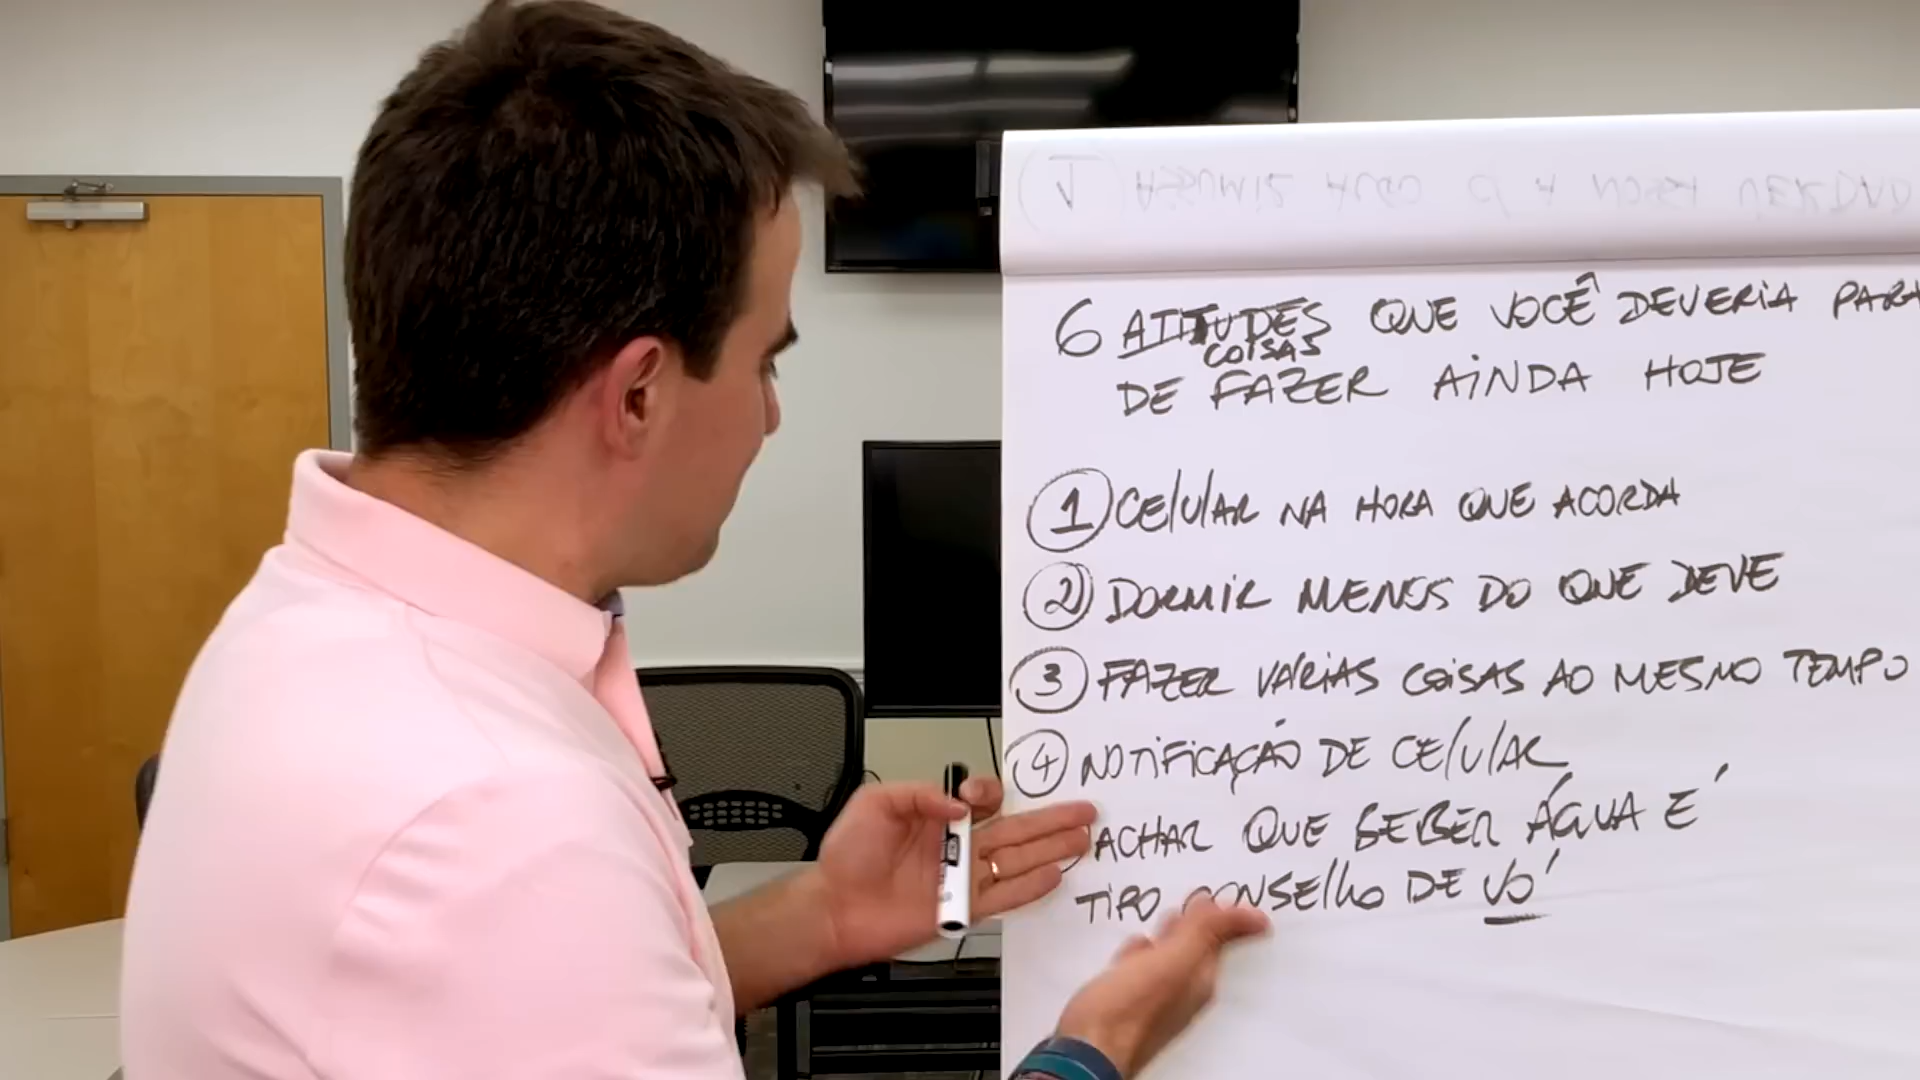 6 ATITUDES QUE VOCÊ DEVERIA PARA
COISAS
DE FAZER AINDA HOJE
1 CELULAR NA HORA QUE ACORDA
2 DORMIR MENOS DO QUE DEVE
3 FAZER VÁRIAS COISAS AO MESMO TEMPO
4 NOTIFICAÇÃO DE CELULAR
ACHAR QUE BEBER ÁGUA É
TIPO CONSELHO DE VÓ